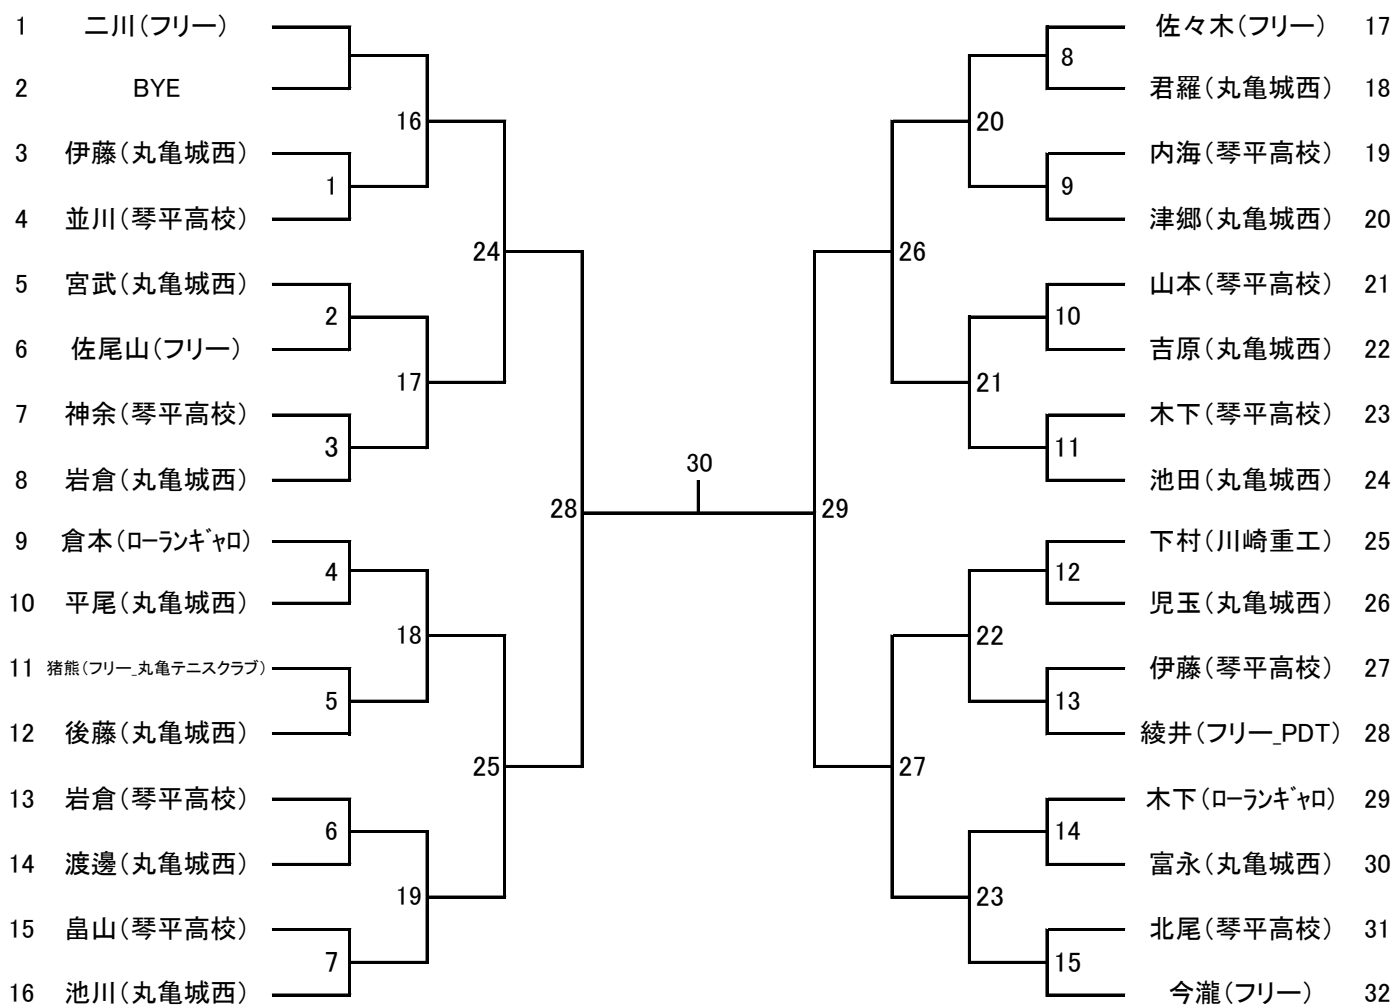 1 二川(フリー)
2 BYE
3 伊藤(丸亀城西)
4 並川(琴平高校)
5 宮武(丸亀城西)
6 佐尾山(フリー)
7 神余(琴平高校)
8 岩倉(丸亀城西)
9 倉本(ローランギャロ)
10 平尾(丸亀城西)
11 猪熊(フリー_丸亀テニスクラブ)
12 後藤(丸亀城西)
13 岩倉(琴平高校)
14 渡邊(丸亀城西)
15 畠山(琴平高校)
16 池川(丸亀城西)
1
2
3
4
5
6
7
16
17
18
19
24
25
28
30
29
26
27
20
21
22
23
8
9
10
11
12
13
14
15
佐々木(フリー) 17
君羅(丸亀城西) 18
内海(琴平高校) 19
津郷(丸亀城西) 20
山本(琴平高校) 21
吉原(丸亀城西) 22
木下(琴平高校) 23
池田(丸亀城西) 24
下村(川崎重工) 25
児玉(丸亀城西) 26
伊藤(琴平高校) 27
綾井(フリー_PDT) 28
木下(ローランギャロ) 29
富永(丸亀城西) 30
北尾(琴平高校) 31
今瀧(フリー) 32